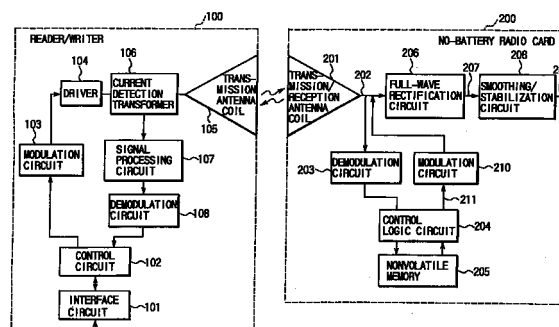 100
READER/WRITER
106
104
DRIVER
CURRENT
DETECTION
TRANSFORMER
TRANS-
MISSION
ANTENNA
COIL
105
103
MODULATION CIRCUIT
SIGNAL
PROCESSING
CIRCUIT
107
DEMODULATION
CIRCUIT
108
CONTROL
CIRCUIT
102
INTERFACE
CIRCUIT
101
200
NO-BATTERY RADIO CARD
201
TRANS-
MISSION/
RECEPTION
ANTENNA
COIL
202
206
FULL-WAVE
RECTIFICATION
CIRCUIT
207
208
SMOOTHING/
STABILIZATION
CIRCUIT
203
DEMODULATION
CIRCUIT
MODULATION
CIRCUIT
210
211
CONTROL
LOGIC CIRCUIT
204
NONVOLATILE
MEMORY
205